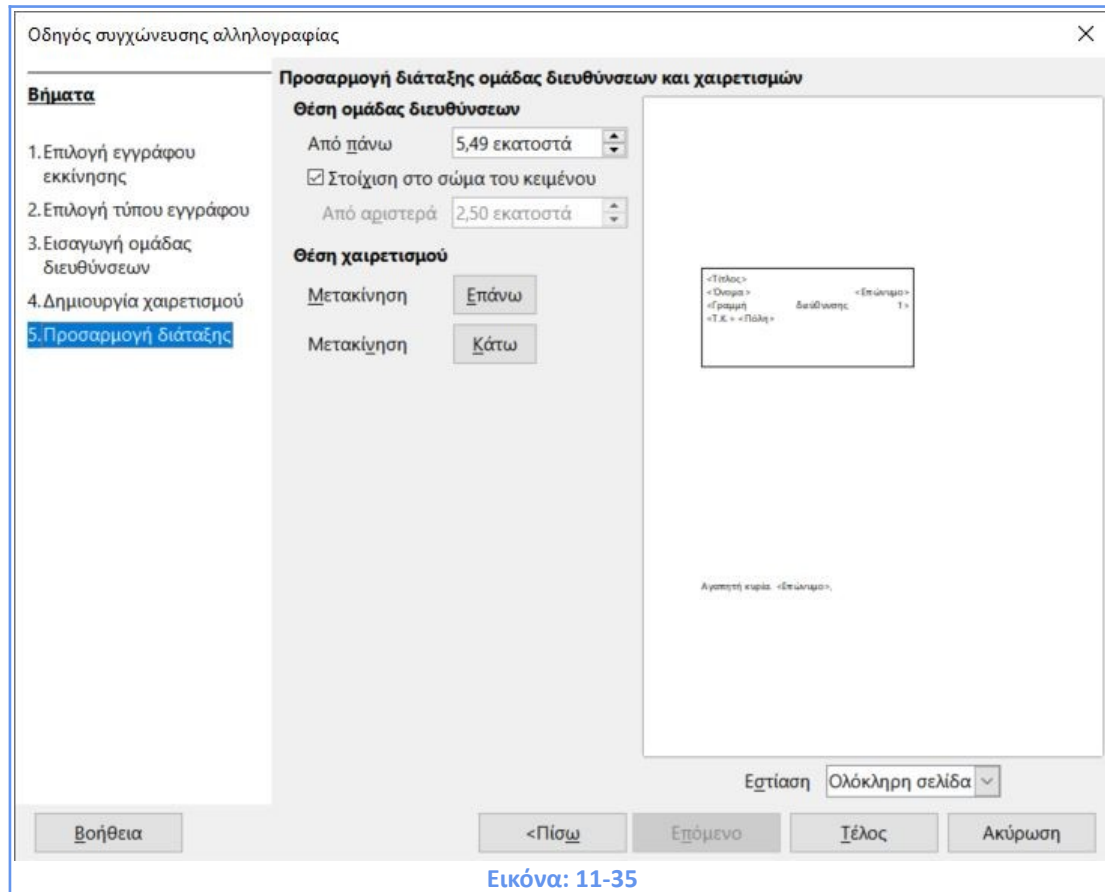 Οδηγός συγχώνευσης αλληλογραφίας
Βήματα
1.Επιλογή εγγράφου
εκκίνησης
2.Επιλογή τύπου εγγράφου
3.Εισαγωγή ομάδας
διευθύνσεων
4.Δημιουργία χαιρετισμού
5.Προσαρμογή διάταξης
Προσαρμογή διάταξης ομάδας διευθύνσεων και χαιρετισμών
Θέση ομάδας διευθύνσεων
Από πάνω 5,49 εκατοστά
Στοίχιση στο σώμα του κειμένου
Από αριστερά 2,50 εκατοστά
Θέση χαιρετισμού
Μετακίνηση Επάνω
Μετακίνηση Κάτω
<Τίτλος>
<Όνομα> <Επώνυμο>
<Γραμμή διεύθυνσης 1>
<Τ.Κ.> <Πόλη>
Αγαπητή κυρία <Επώνυμο>,
Εστίαση Ολόκληρη σελίδα
Βοήθεια <Πίσω Επόμενο Τέλος Ακύρωση
Εικόνα: 11-35